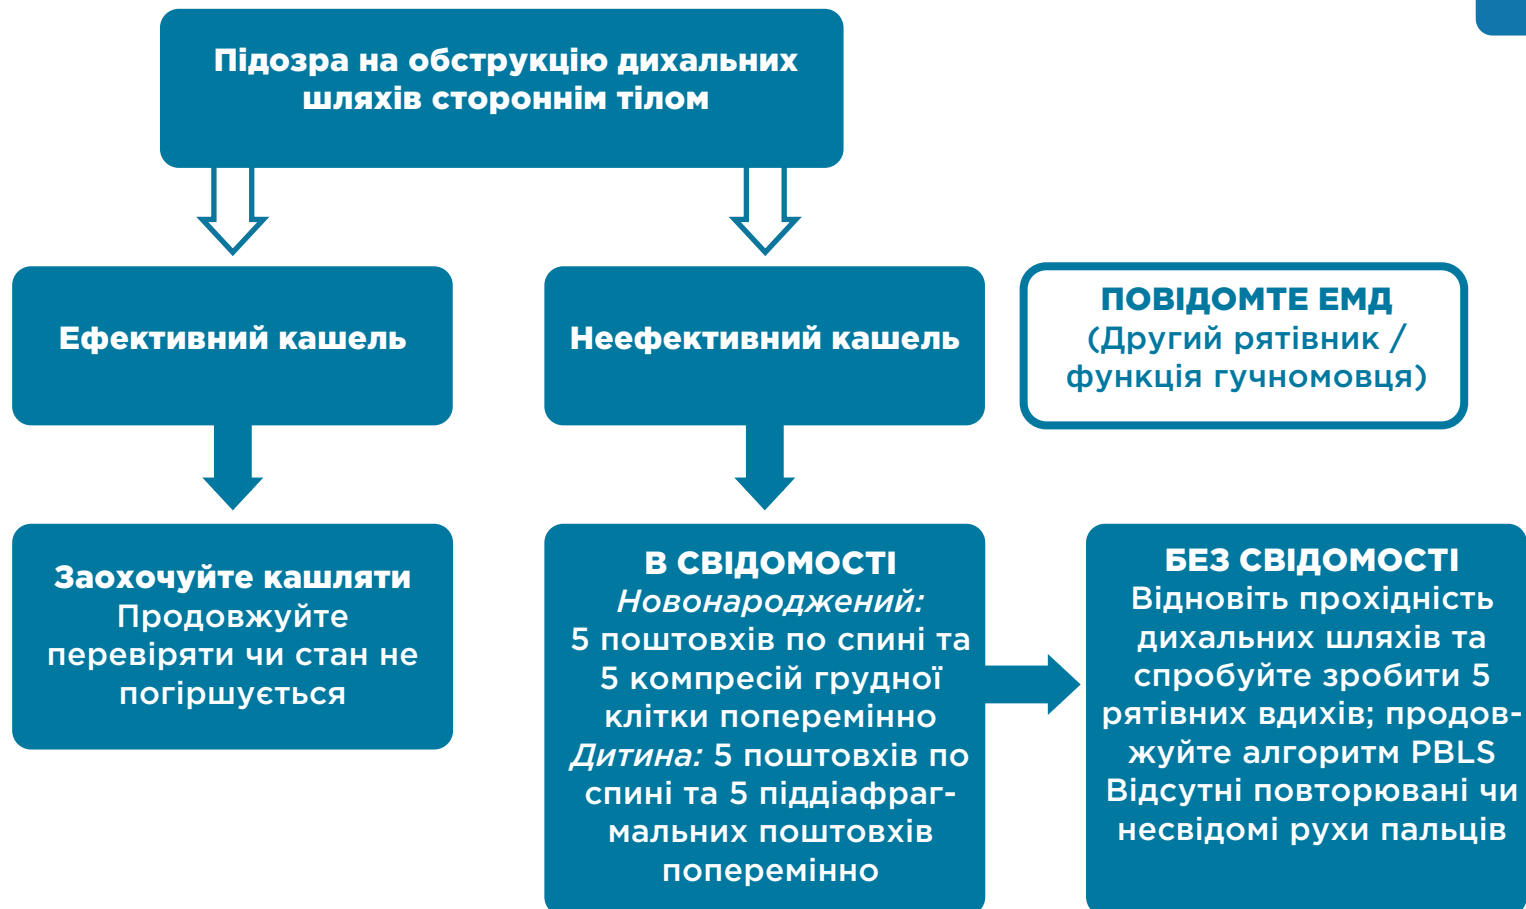 Підозра на обструкцію дихальних
шляхів стороннім тілом
Ефективний кашель
Неефективний кашель
ПОВІДОМТЕ ЕМД
(Другий рятівник /
функція гучномовця)
Заохочуйте кашляти
Продовжуйте
перевіряти чи стан не
погіршується
В СВІДОМОСТІ
Новонароджений:
5 поштовхів по спині та
5 компресій грудної
клітки поперемінно
Дитина: 5 поштовхів по
спині та 5 піддіафраг-
мальних поштовхів
поперемінно
БЕЗ СВІДОМОСТІ
Відновіть прохідність
дихальних шляхів та
спробуйте зробити 5
рятівних вдихів; продов-
жуйте алгоритм PBLS
Відсутні повторювані чи
несвідомі рухи пальців